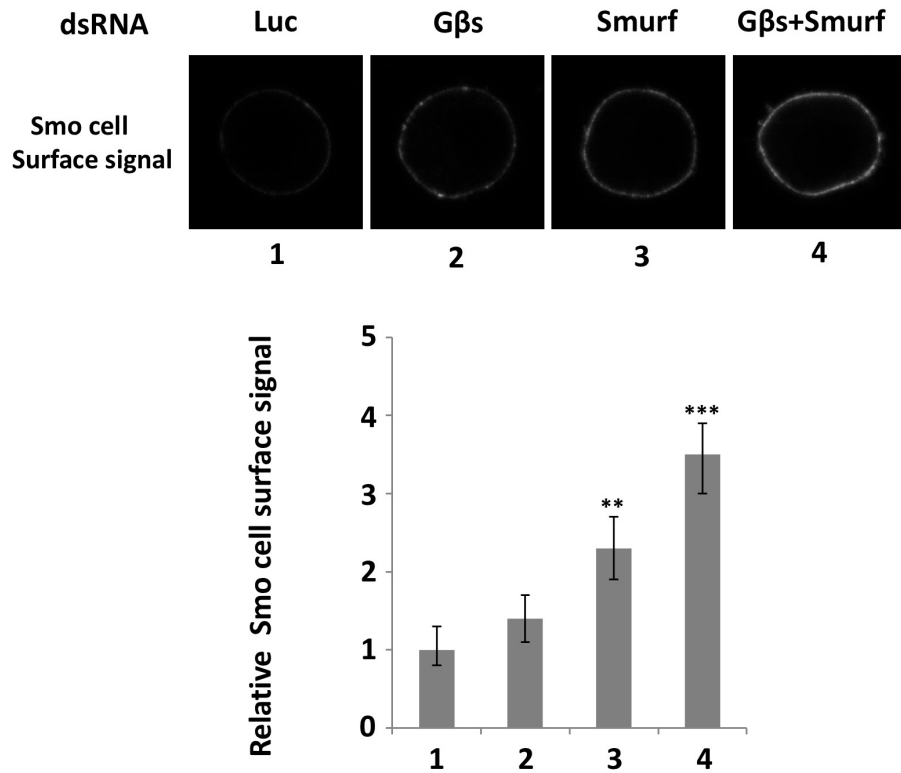 dsRNA Luc Gβs Smurf Gβs+Smurf
Smo cell
Surface signal
1 2 3 4
Relative Smo cell surface signal
5
4
3
2
1
0
***
**
1 2 3 4